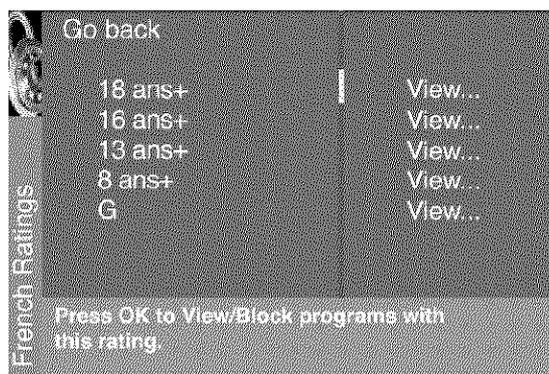 Go back
18 ans+ View...
16 ans+ View...
13 ans+ View...
8 ans+ View...
G View...
French Ratings
Press OK to View/Block programs with
this rating.